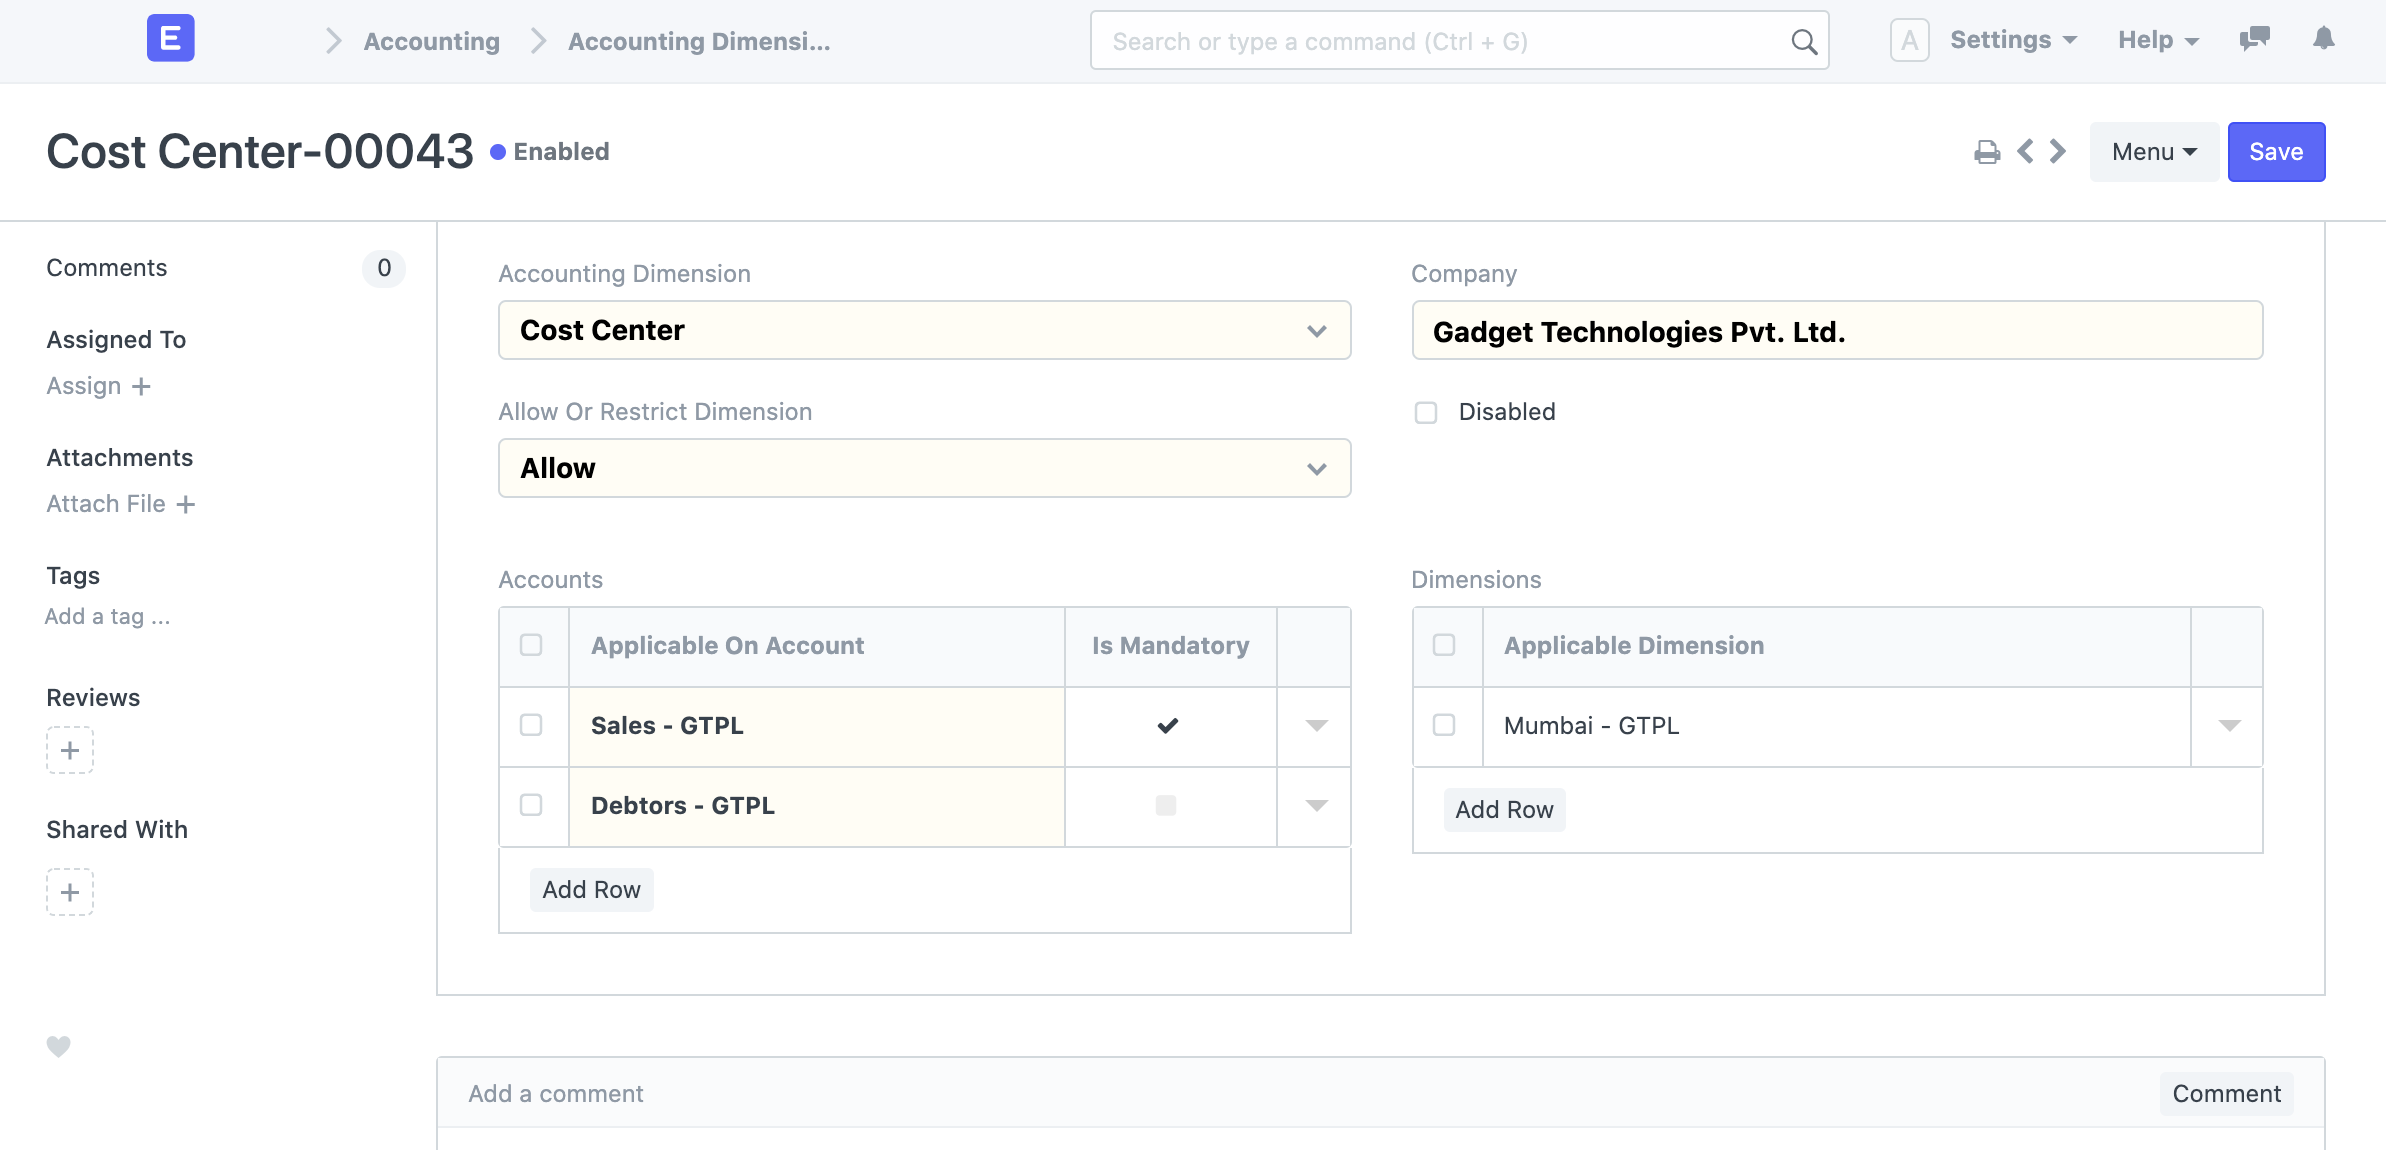 E
Accounting
Accounting Dimensi...
Search or type a command (Ctrl + G)
A
Settings
Help
Cost Center-00043
Enabled
Menu
Save
Comments
0
Assigned To
Assign +
Attachments
Attach File +
Tags
Add a tag ...
Reviews
+
Shared With
+
Accounting Dimension
Cost Center
Company
Gadget Technologies Pvt. Ltd.
Allow Or Restrict Dimension
Allow
Disabled
Accounts
Applicable On Account
Is Mandatory
Sales - GTPL
Debtors - GTPL
Add Row
Dimensions
Applicable Dimension
Mumbai - GTPL
Add Row
Add a comment
Comment